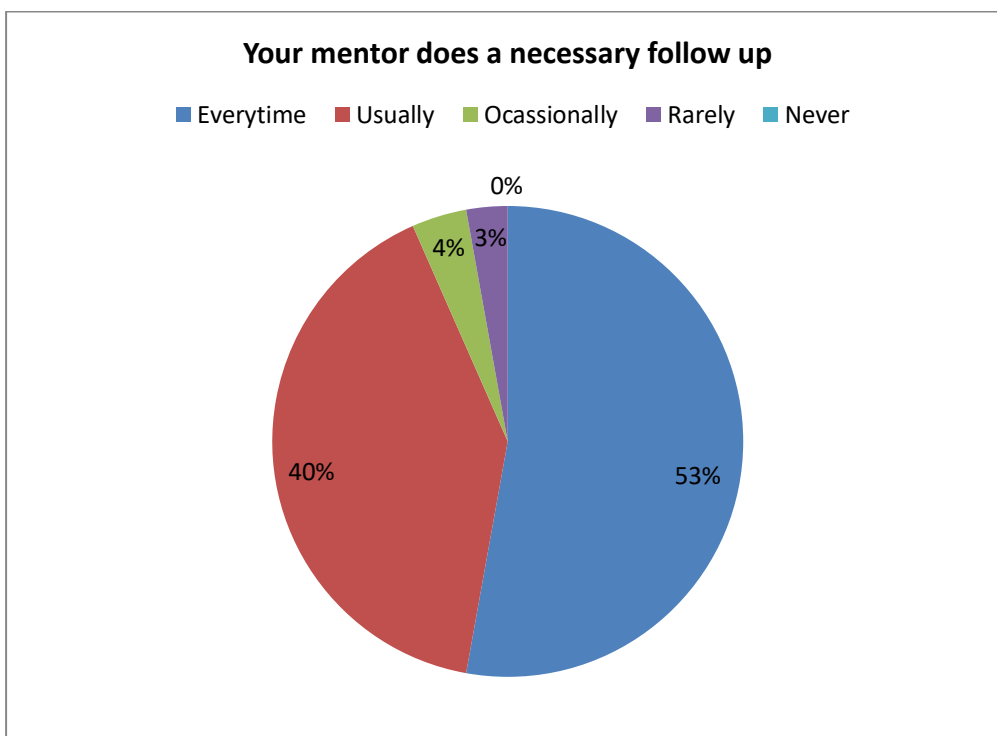 Your mentor does a necessary follow up
Everytime Usually Ocassionally Rarely Never
0%
4% 3%
40%
53%